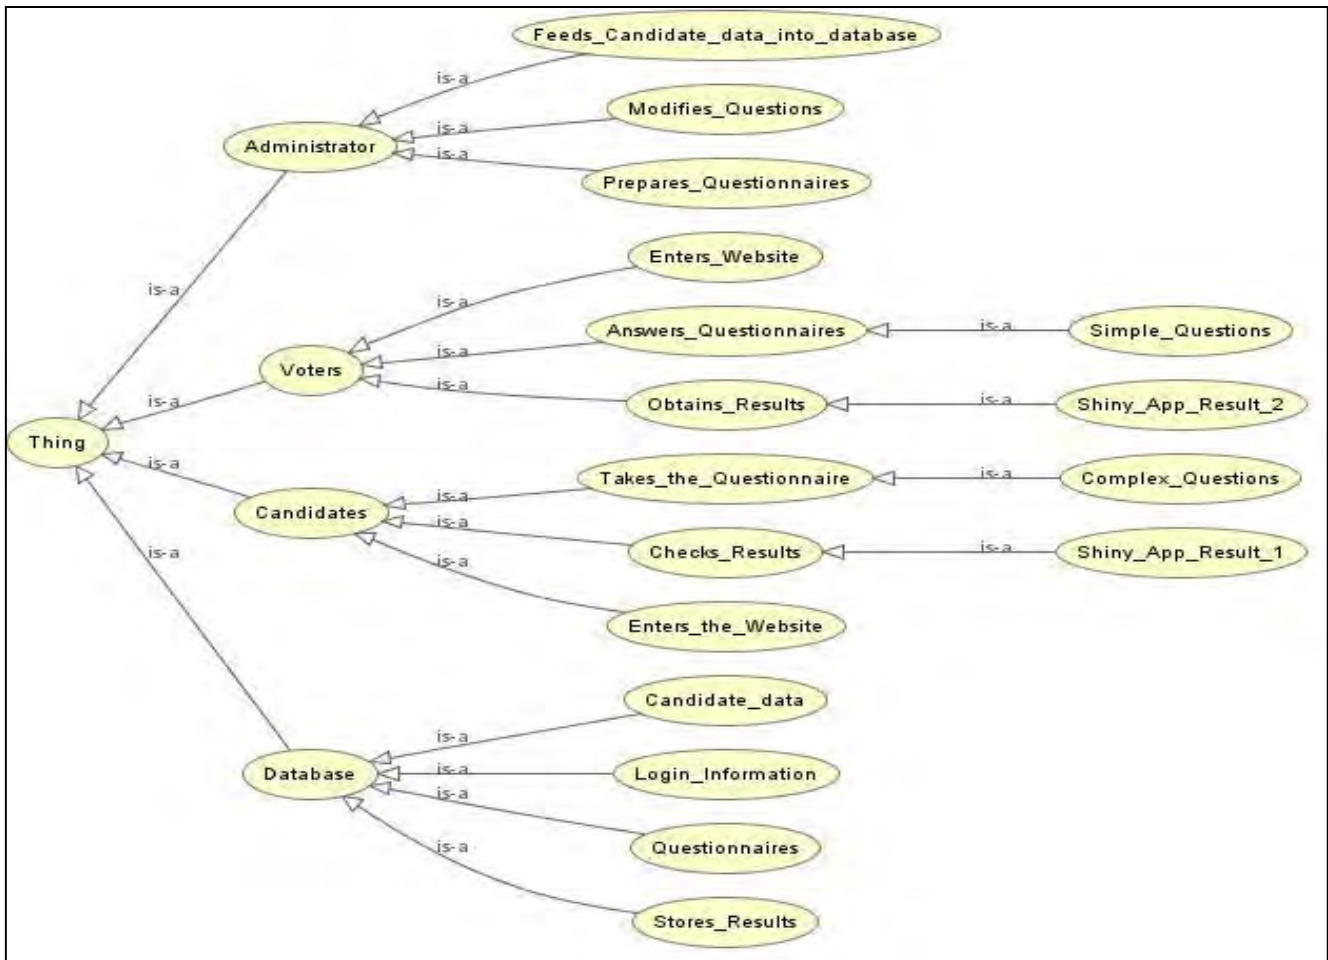 Feeds_Candidate_data_into_database
is-a
Modifies_Questions
is-a
Administrator
is-a
Prepares_Questionnaires
Enters_Website
is-a
is-a
Answers_Questionnaires
is-a
Simple_Questions
is-a
Voters
is-a
is-a
Obtains_Results
is-a
Shiny_App_Result_2
Thing
is-a
Takes_the_Questionnaire
is-a
Complex_Questions
is-a
Candidates
is-a
Checks_Results
is-a
Shiny_App_Result_1
is-a
is-a
Enters_the_Website
Candidate_data
is-a
Database
is-a
Login_Information
is-a
Questionnaires
is-a
Stores_Results